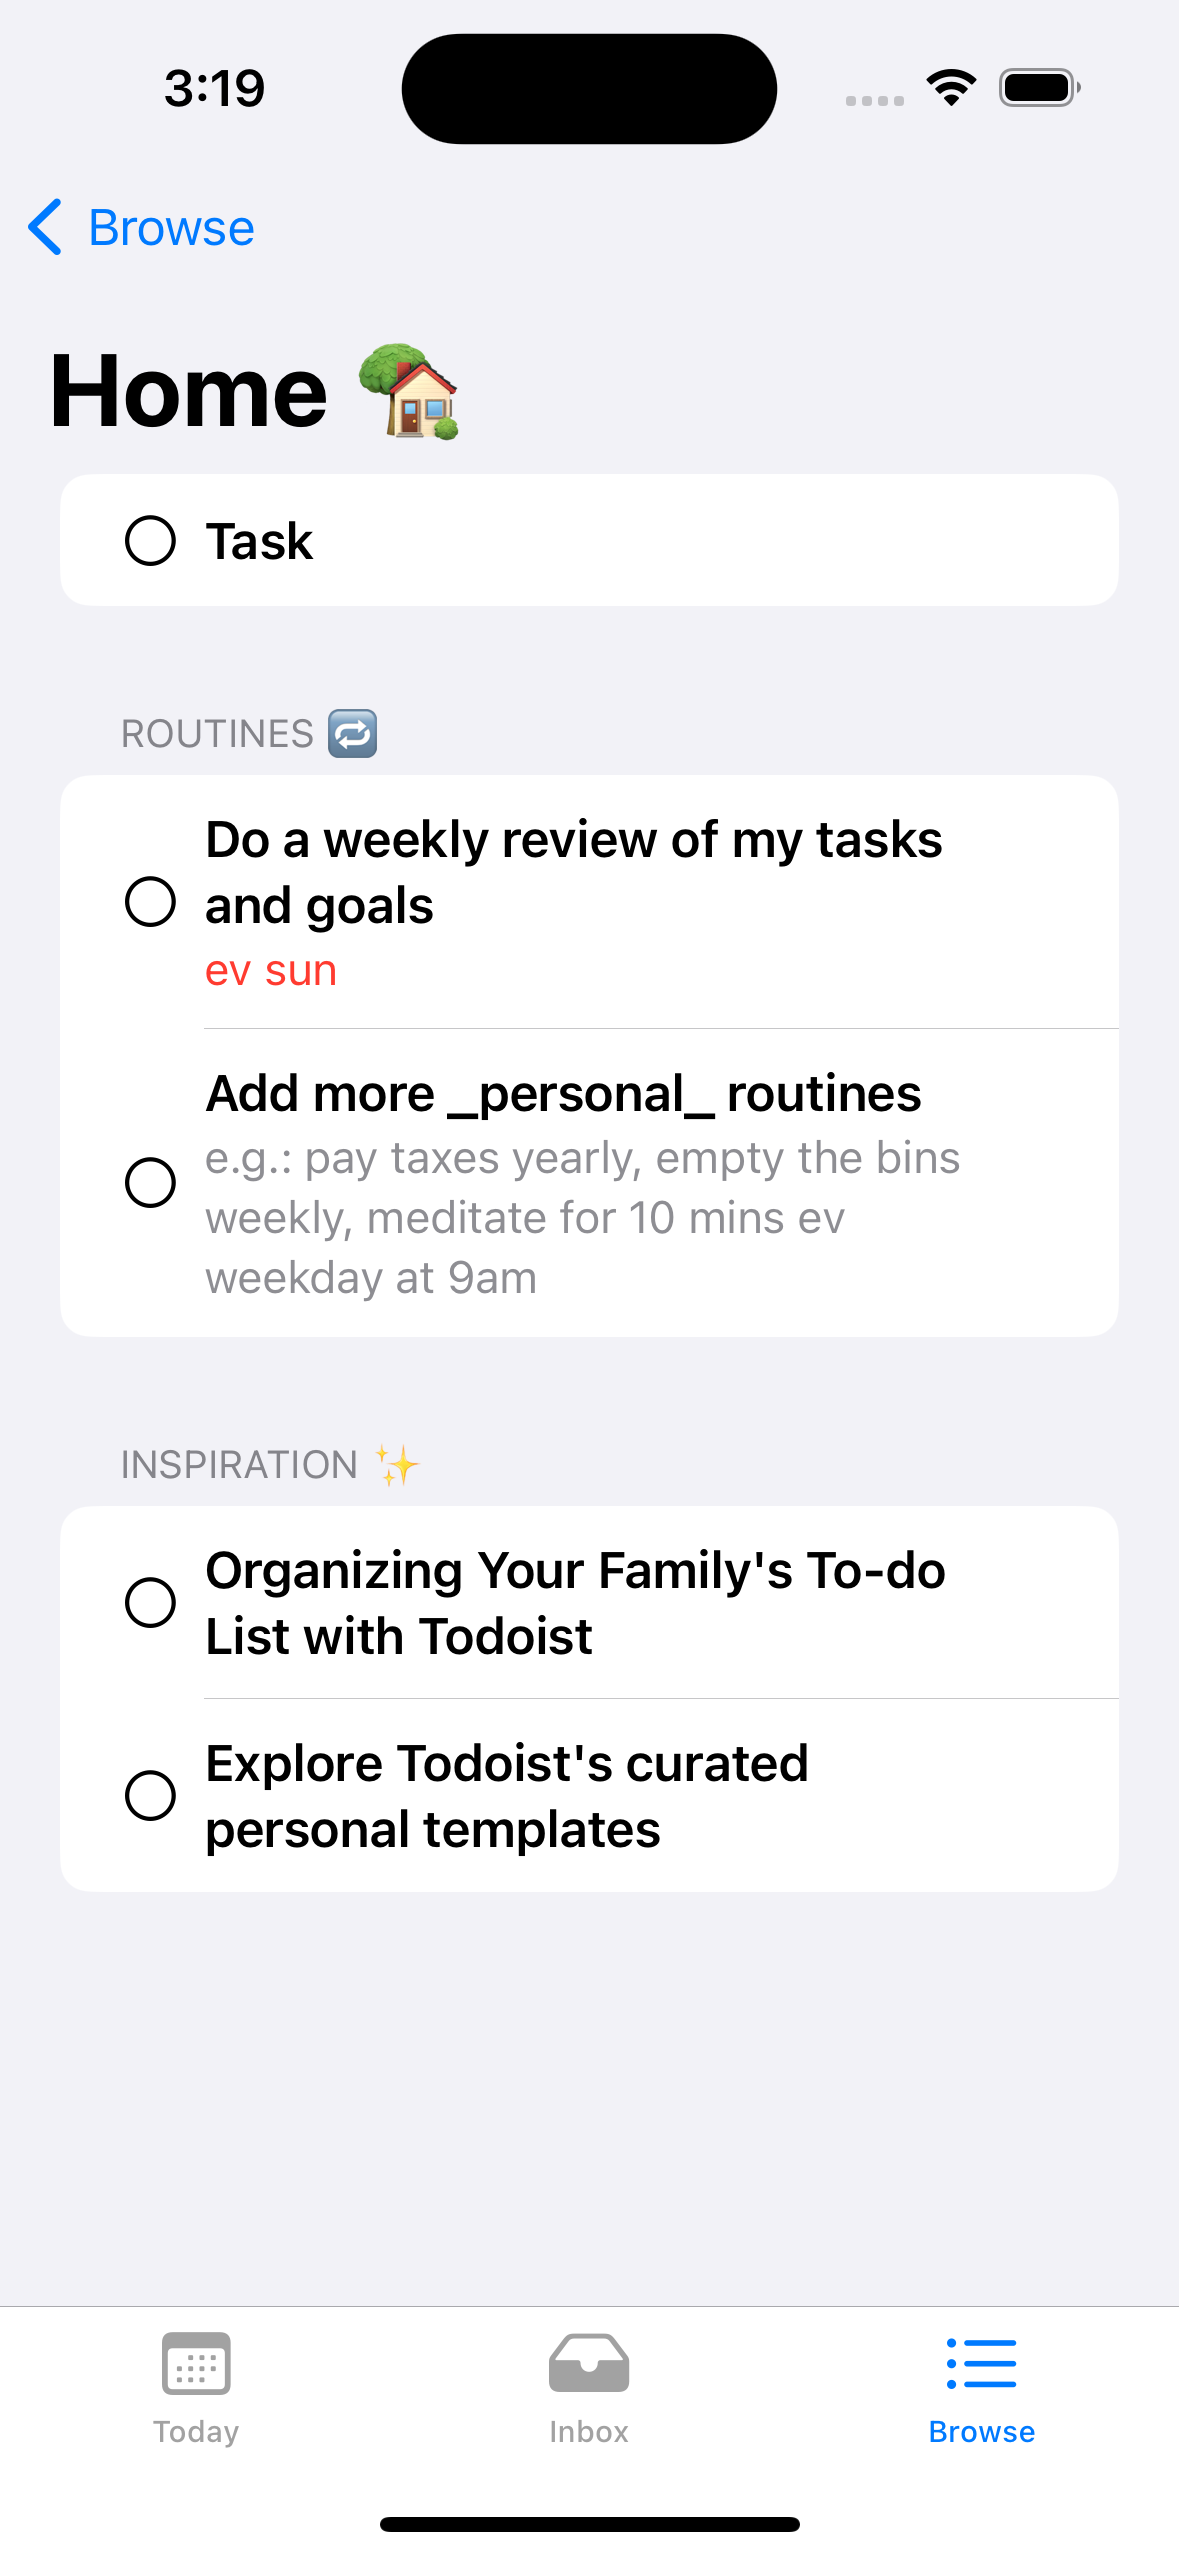 3:19
Browse
Home 🏡
Task
ROUTINES 🔁
Do a weekly review of my tasks
and goals
ev sun
Add more _personal_ routines
e.g.: pay taxes yearly, empty the bins
weekly, meditate for 10 mins ev
weekday at 9am
INSPIRATION ✨
Organizing Your Family's To-do
List with Todoist
Explore Todoist's curated
personal templates
Today
Inbox
Browse